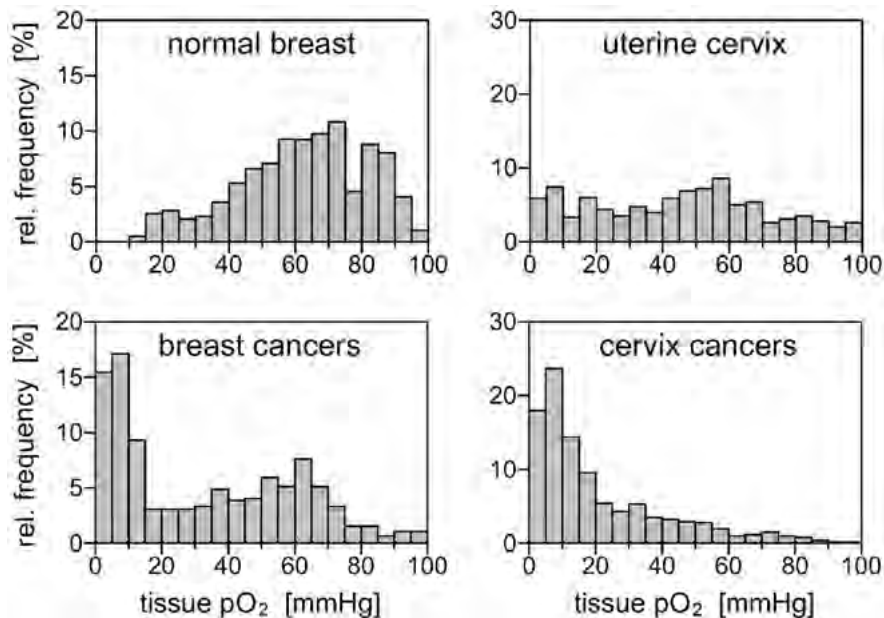 normal breast
rel. frequency [%]
20
15
10
5
0
0 20 40 60 80 100
uterine cervix
30
20
10
0
0 20 40 60 80 100
breast cancers
rel. frequency [%]
20
15
10
5
0
0 20 40 60 80 100
tissue pO₂ [mmHg]
cervix cancers
30
20
10
0
0 20 40 60 80 100
tissue pO₂ [mmHg]